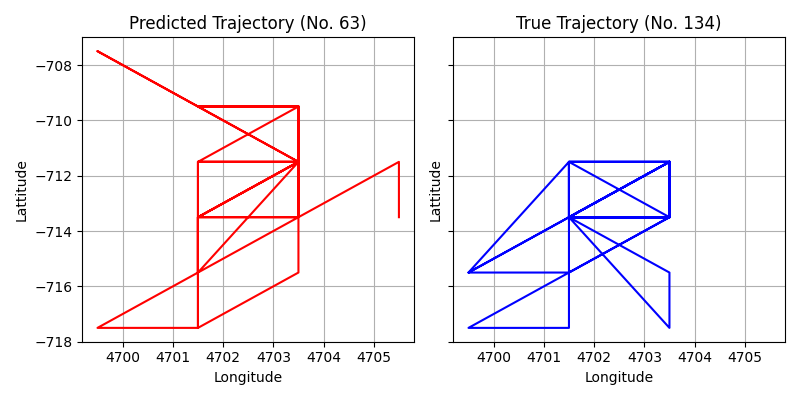 Predicted Trajectory (No. 63)
True Trajectory (No. 134)
Lattitude
−708
−710
−712
−714
−716
−718
4700 4701 4702 4703 4704 4705
Longitude
Lattitude
4700 4701 4702 4703 4704 4705
Longitude